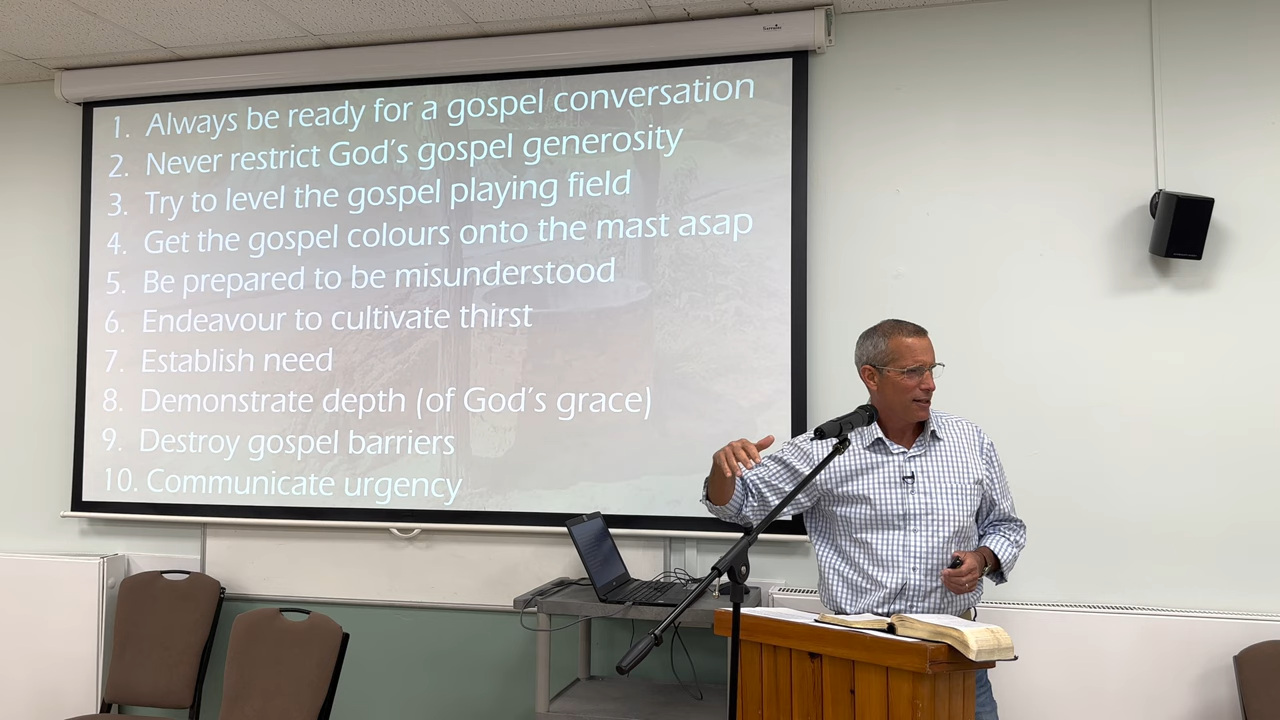 1. Always be ready for a gospel conversation
2. Never restrict God's gospel generosity
3. Try to level the gospel playing field
4. Get the gospel colours onto the mast asap
5. Be prepared to be misunderstood
6. Endeavour to cultivate thirst
7. Establish need
8. Demonstrate depth (of God's grace)
9. Destroy gospel barriers
10. Communicate urgency